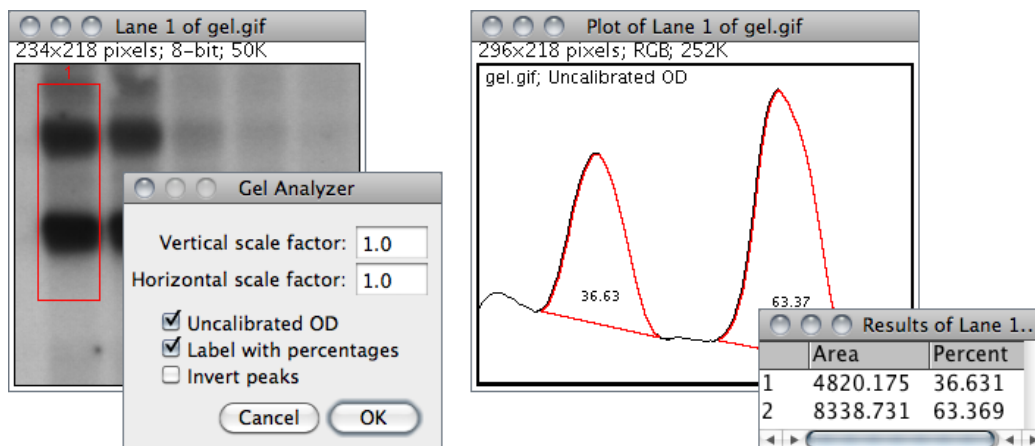 Lane 1 of gel.gif
234x218 pixels; 8-bit; 50K
1
Gel Analyzer
Vertical scale factor: 1.0
Horizontal scale factor: 1.0
Uncalibrated OD
Label with percentages
Invert peaks
Cancel OK
Plot of Lane 1 of gel.gif
296x218 pixels; RGB; 252K
gel.gif; Uncalibrated OD
36.63
63.37
Results of Lane 1..
Area Percent
1 4820.175 36.631
2 8338.731 63.369